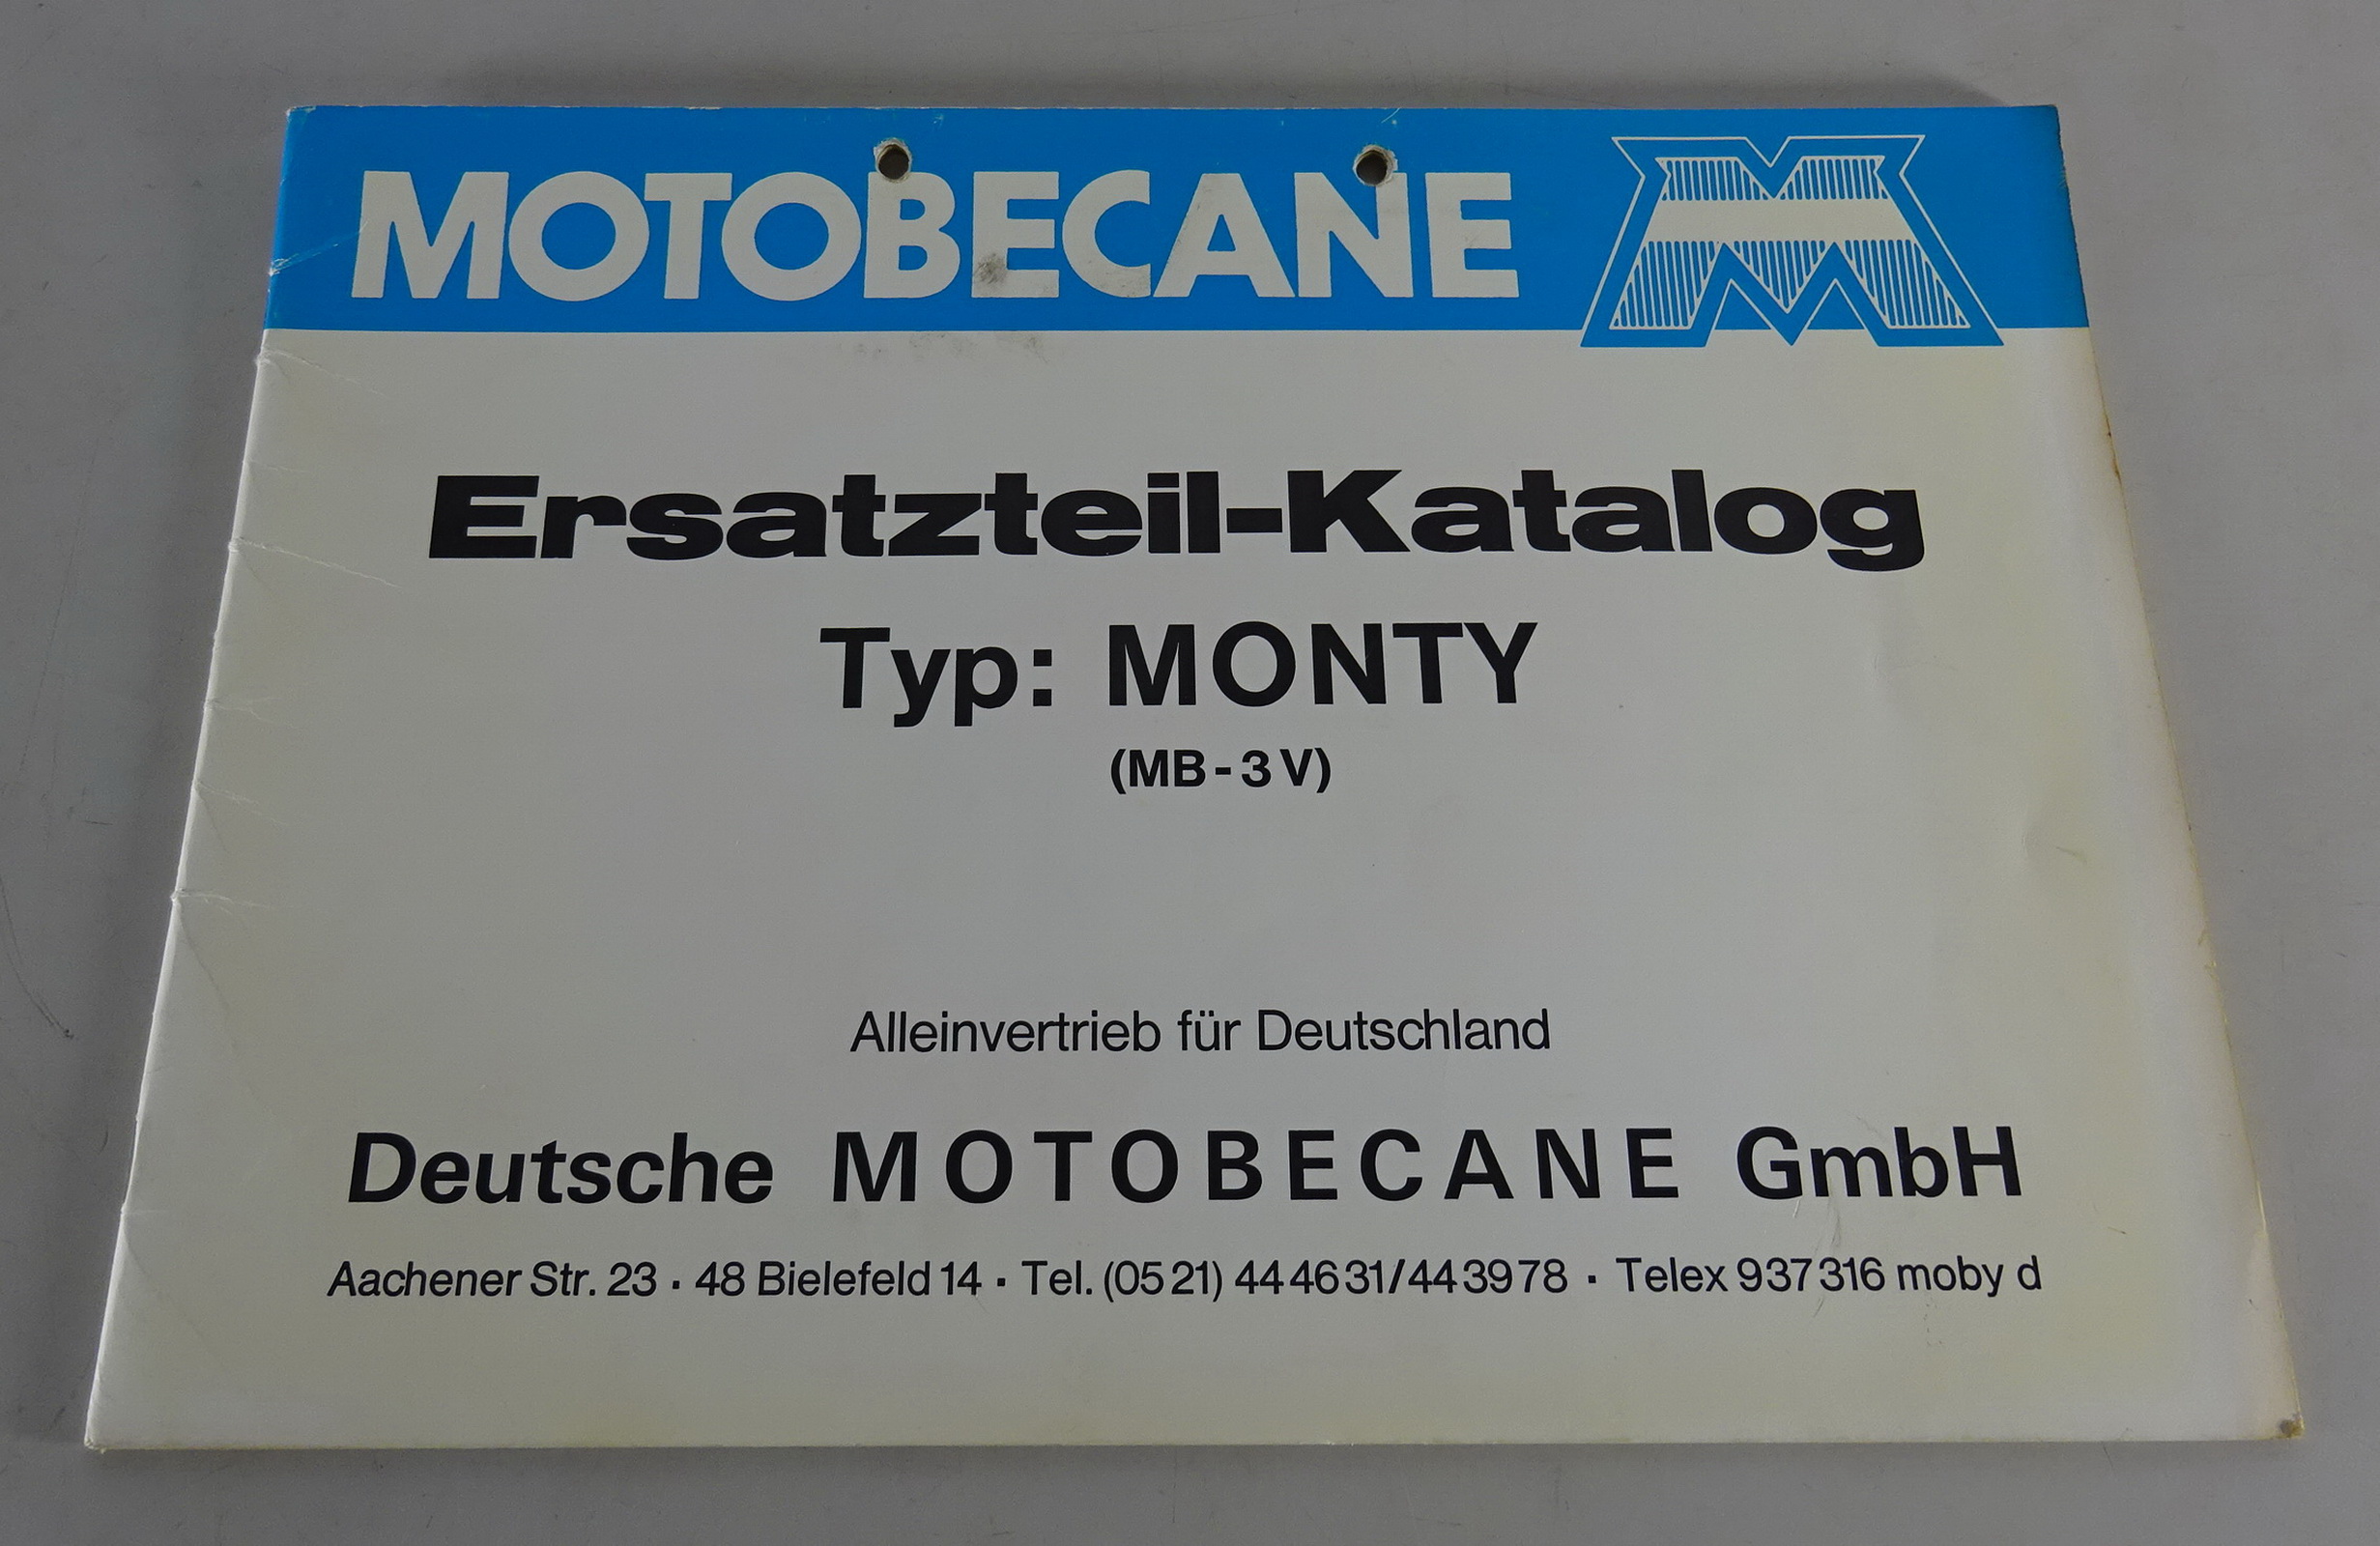 MOTOBECANE M
Ersatzteil-Katalog
Typ: MONTY
(MB-3V)
Alleinvertrieb für Deutschland
Deutsche MOTOBECANE GmbH
Aachener Str. 23 · 48 Bielefeld 14 · Tel. (0521) 444631/443978 · Telex 937316 moby d